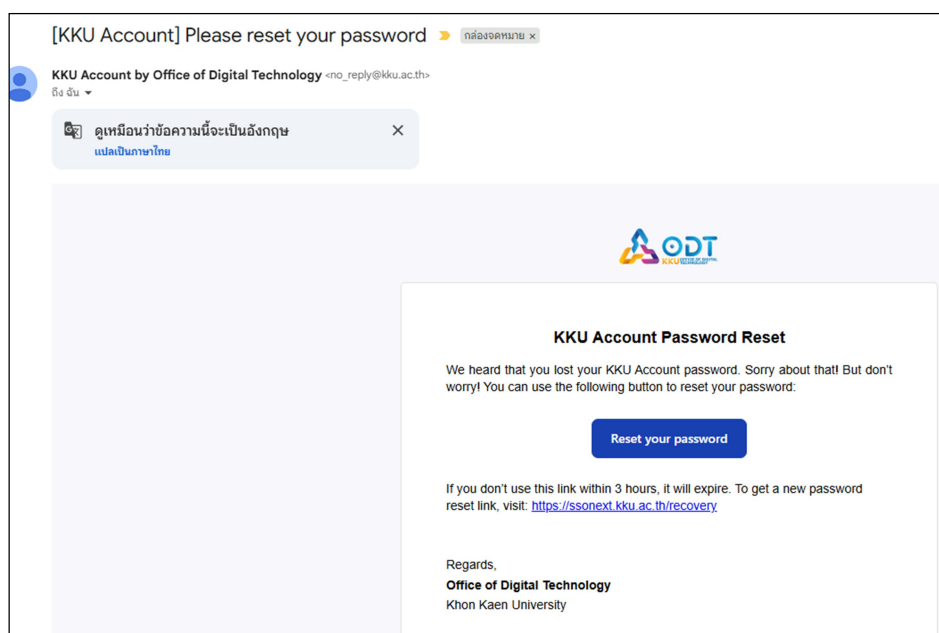 [KKU Account] Please reset your password กล่องจดหมาย ×
KKU Account by Office of Digital Technology <no_reply@kku.ac.th>
ถึง ฉัน
ดูเหมือนว่าข้อความนี้จะเป็นอังกฤษ
แปลเป็นภาษาไทย
ODT
KKU OFFICE OF DIGITAL
TECHNOLOGY
KKU Account Password Reset
We heard that you lost your KKU Account password. Sorry about that! But don't
worry! You can use the following button to reset your password:
Reset your password
If you don't use this link within 3 hours, it will expire. To get a new password
reset link, visit: https://ssonext.kku.ac.th/recovery
Regards,
Office of Digital Technology
Khon Kaen University